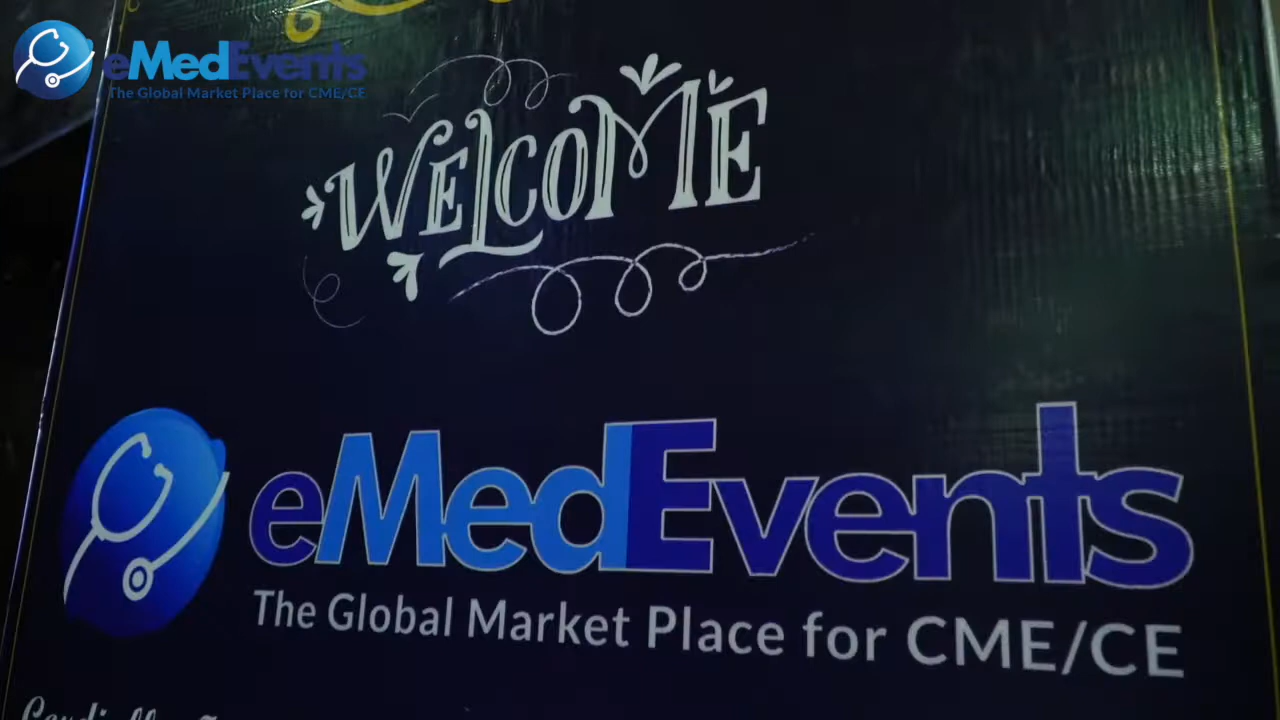 eMedEvents
The Global Market Place for CME/CE
WELCOME
eMedEvents
The Global Market Place for CME/CE